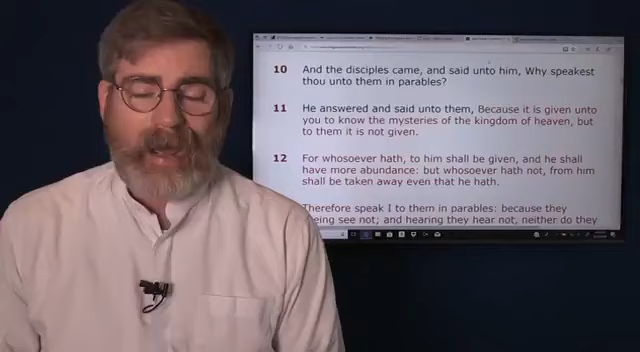 10 And the disciples came, and said unto him, Why speakest
thou unto them in parables?
11 He answered and said unto them, Because it is given unto
you to know the mysteries of the kingdom of heaven, but
to them it is not given.
12 For whosoever hath, to him shall be given, and he shall
have more abundance: but whosoever hath not, from him
shall be taken away even that he hath.
Therefore speak I to them in parables: because they
seeing see not; and hearing they hear not, neither do they